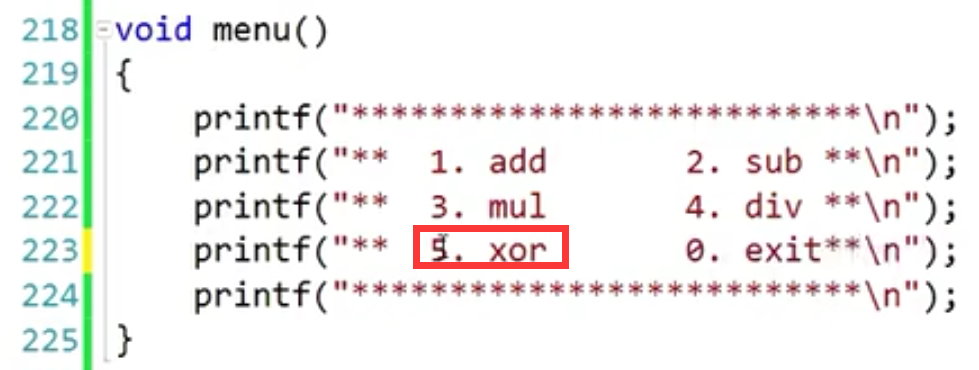 218 void menu()
219 {
220 printf("**************************\n");
221 printf("**  1. add       2. sub **\n");
222 printf("**  3. mul       4. div **\n");
223 printf("**  5. xor       0. exit**\n");
224 printf("**************************\n");
225 }